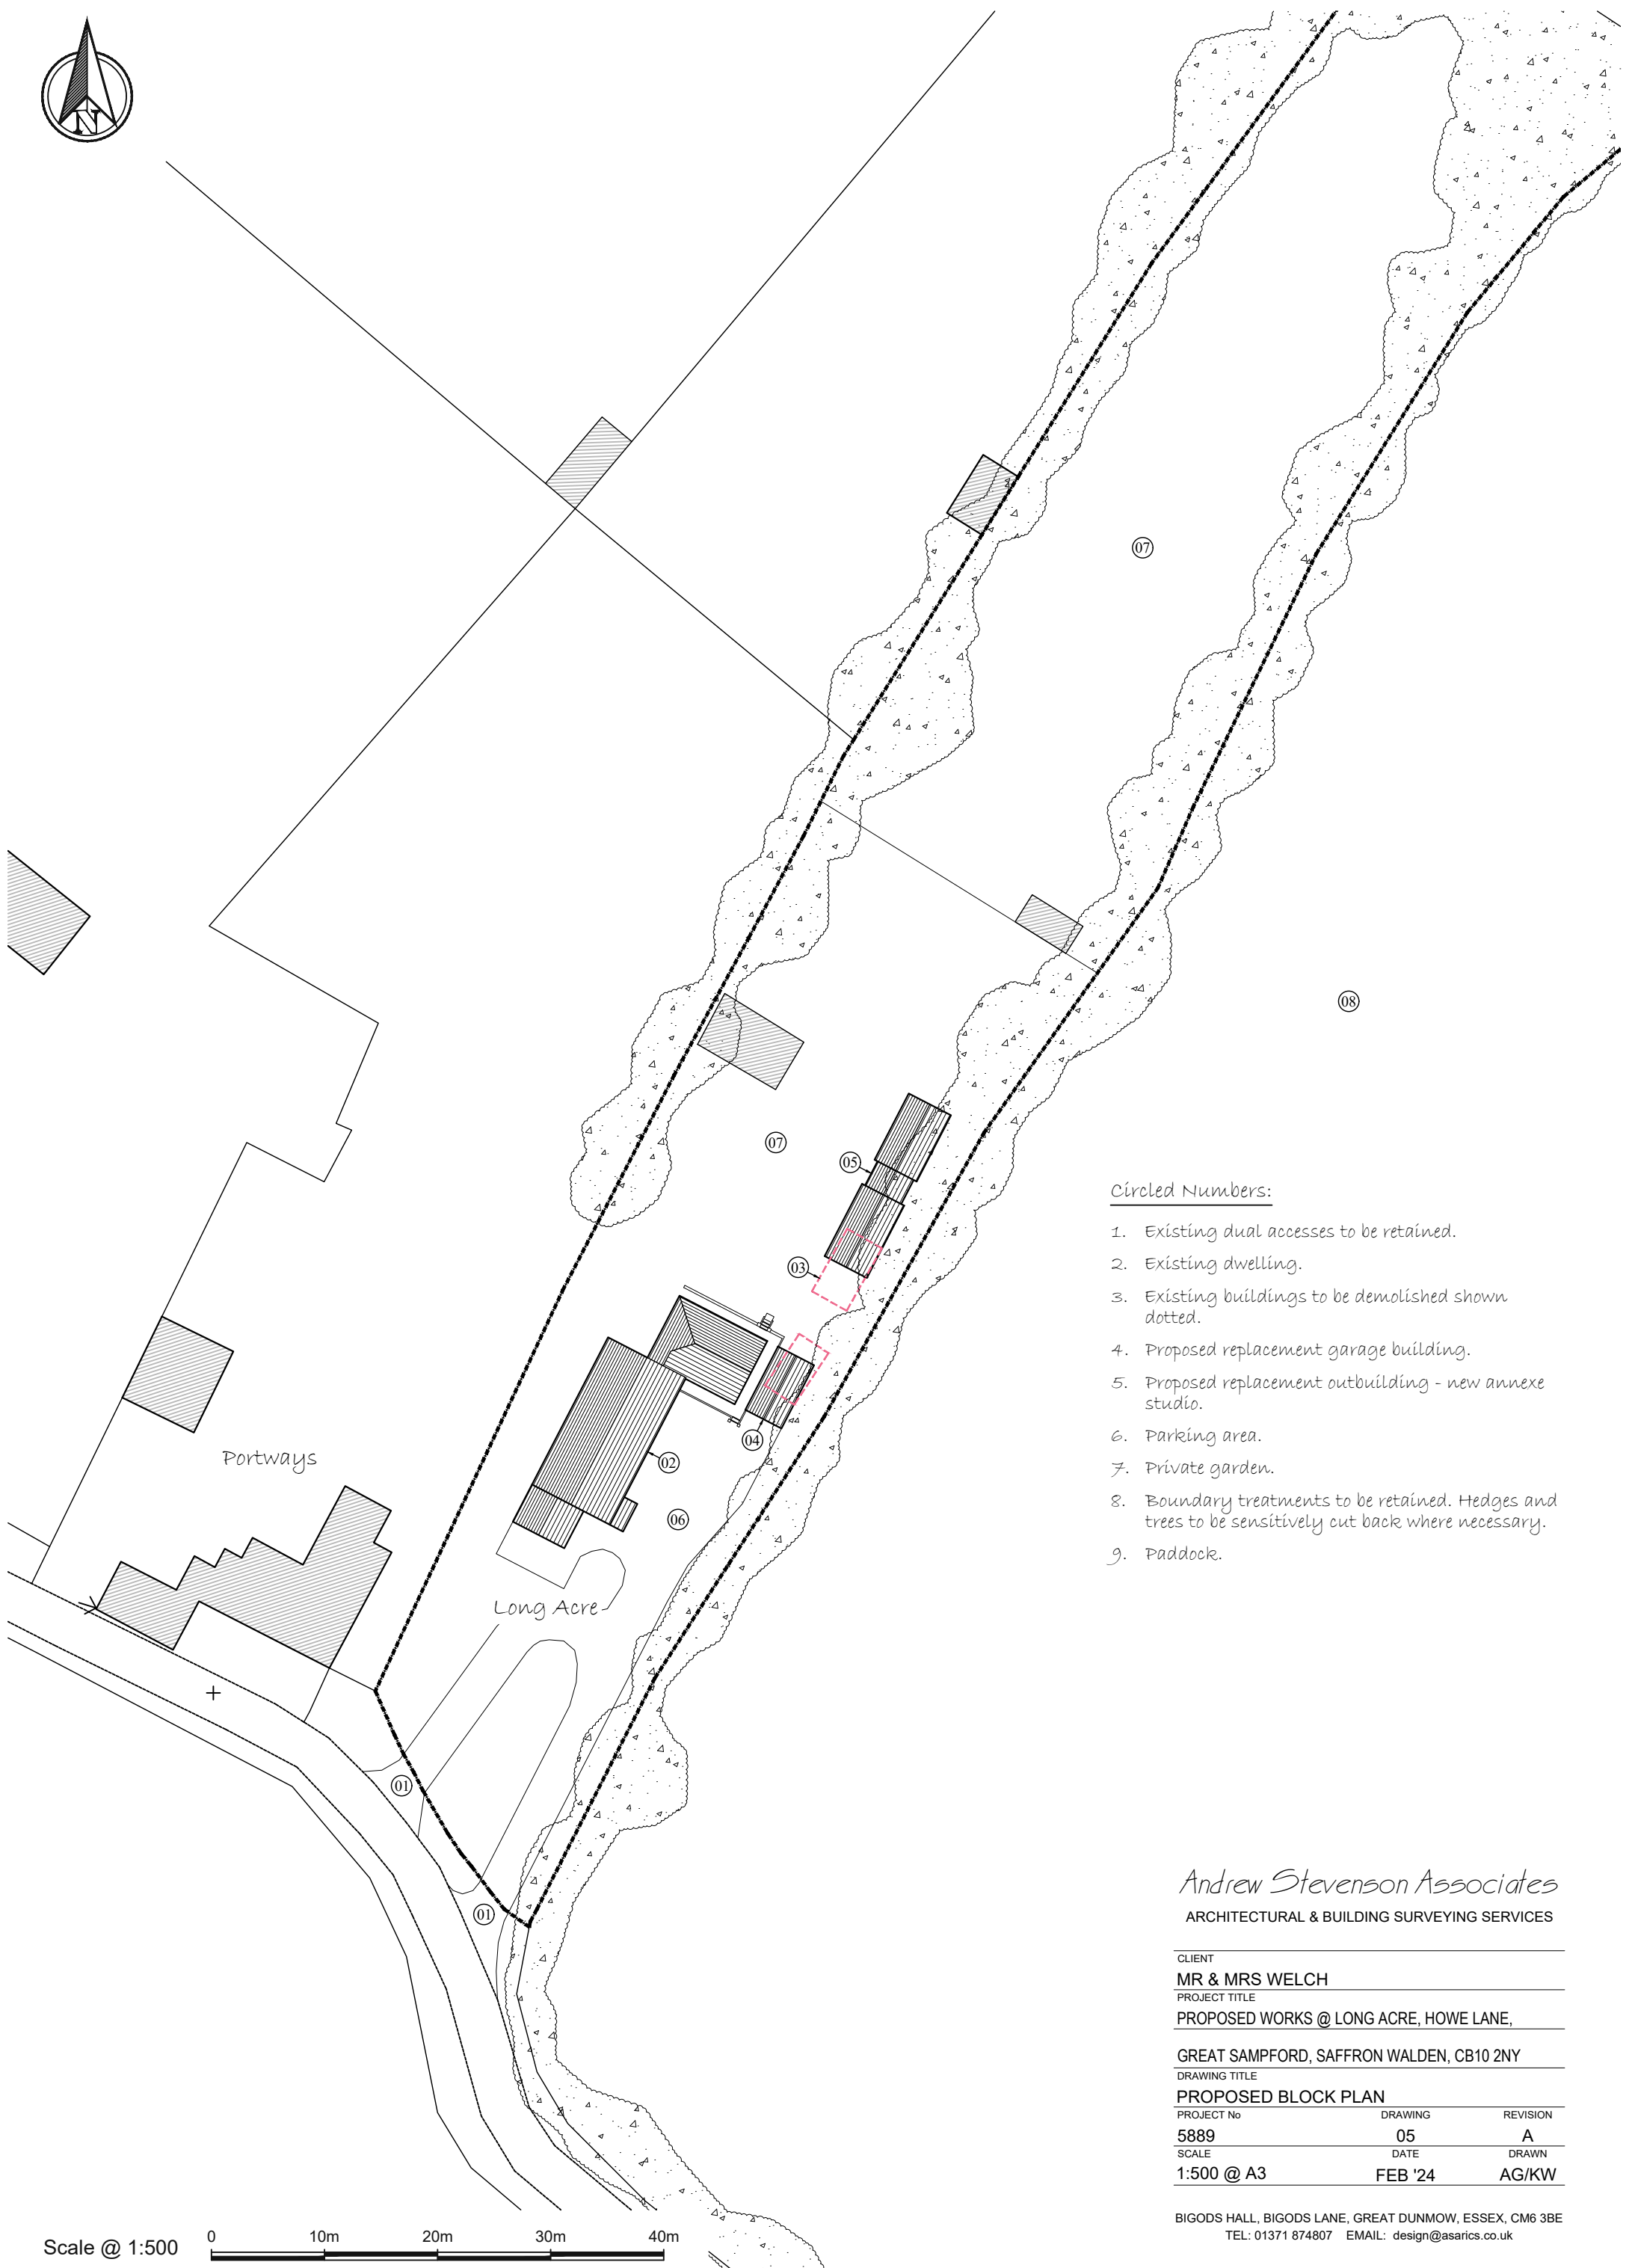 N
07
08
07
05
03
04
02
06
Portways
Long Acre
01
01
Circled Numbers:
1. Existing dual accesses to be retained.
2. Existing dwelling.
3. Existing buildings to be demolished shown
dotted.
4. Proposed replacement garage building.
5. Proposed replacement outbuilding - new annexe
studio.
6. Parking area.
7. Private garden.
8. Boundary treatments to be retained. Hedges and
trees to be sensitively cut back where necessary.
9. Paddock.
Andrew Stevenson Associates
ARCHITECTURAL & BUILDING SURVEYING SERVICES
CLIENT
MR & MRS WELCH
PROJECT TITLE
PROPOSED WORKS @ LONG ACRE, HOWE LANE,
GREAT SAMPFORD, SAFFRON WALDEN, CB10 2NY
DRAWING TITLE
PROPOSED BLOCK PLAN
PROJECT No DRAWING REVISION
5889 05 A
SCALE DATE DRAWN
1:500 @ A3 FEB '24 AG/KW
BIGODS HALL, BIGODS LANE, GREAT DUNMOW, ESSEX, CM6 3BE
TEL: 01371 874807 EMAIL: design@asarics.co.uk
Scale @ 1:500 0 10m 20m 30m 40m